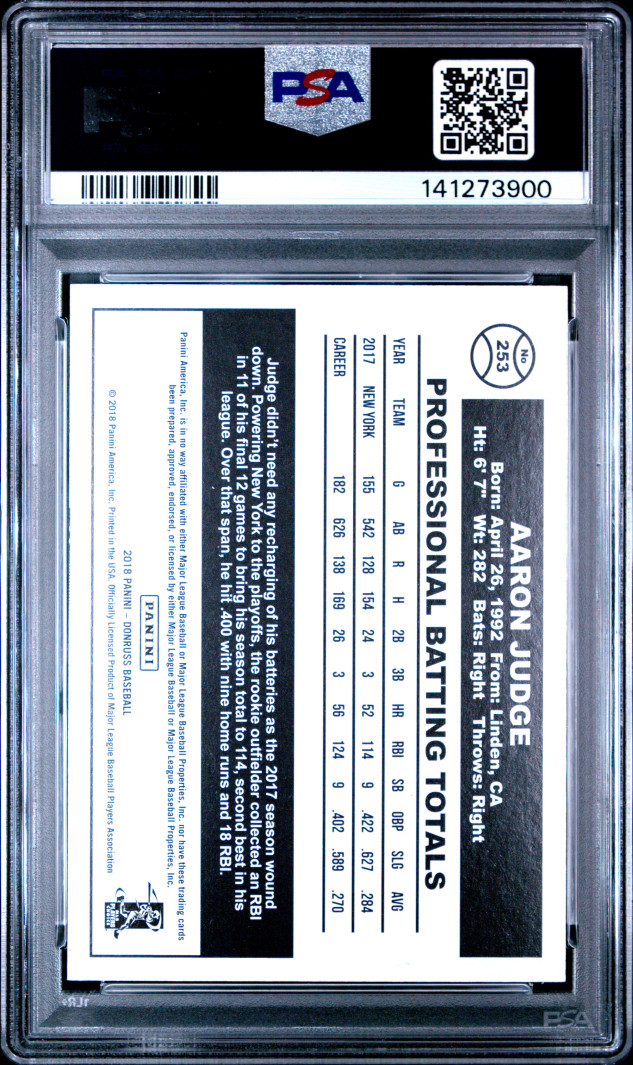 PSA
141273900
No
253
AARON JUDGE
Born: April 26, 1992 From: Linden, CA
Ht: 6' 7" Wt: 282 Bats: Right Throws: Right
PROFESSIONAL BATTING TOTALS
YEAR TEAM G AB R H 2B 3B HR RBI SB OBP SLG AVG
2017 NEW YORK 155 542 128 154 24 3 52 114 9 .422 .627 .284
CAREER 182 626 138 169 26 3 56 124 9 .402 .589 .270
Judge didn't need any recharging of his batteries as the 2017 season wound
down. Powering New York to the playoffs, the rookie outfielder collected an RBI
in 11 of his final 12 games to bring his season total to 114, second best in his
league. Over that span, he hit .400 with nine home runs and 18 RBI.
Panini America, Inc. is in no way affiliated with either Major League Baseball or Major League Baseball Properties, Inc. nor have these trading cards
been prepared, approved, endorsed, or licensed by either Major League Baseball or Major League Baseball Properties, Inc.
PANINI
2018 PANINI – DONRUSS BASEBALL
© 2018 Panini America, Inc. Printed in the USA. Officially Licensed Product of Major League Baseball Players Association
PSA